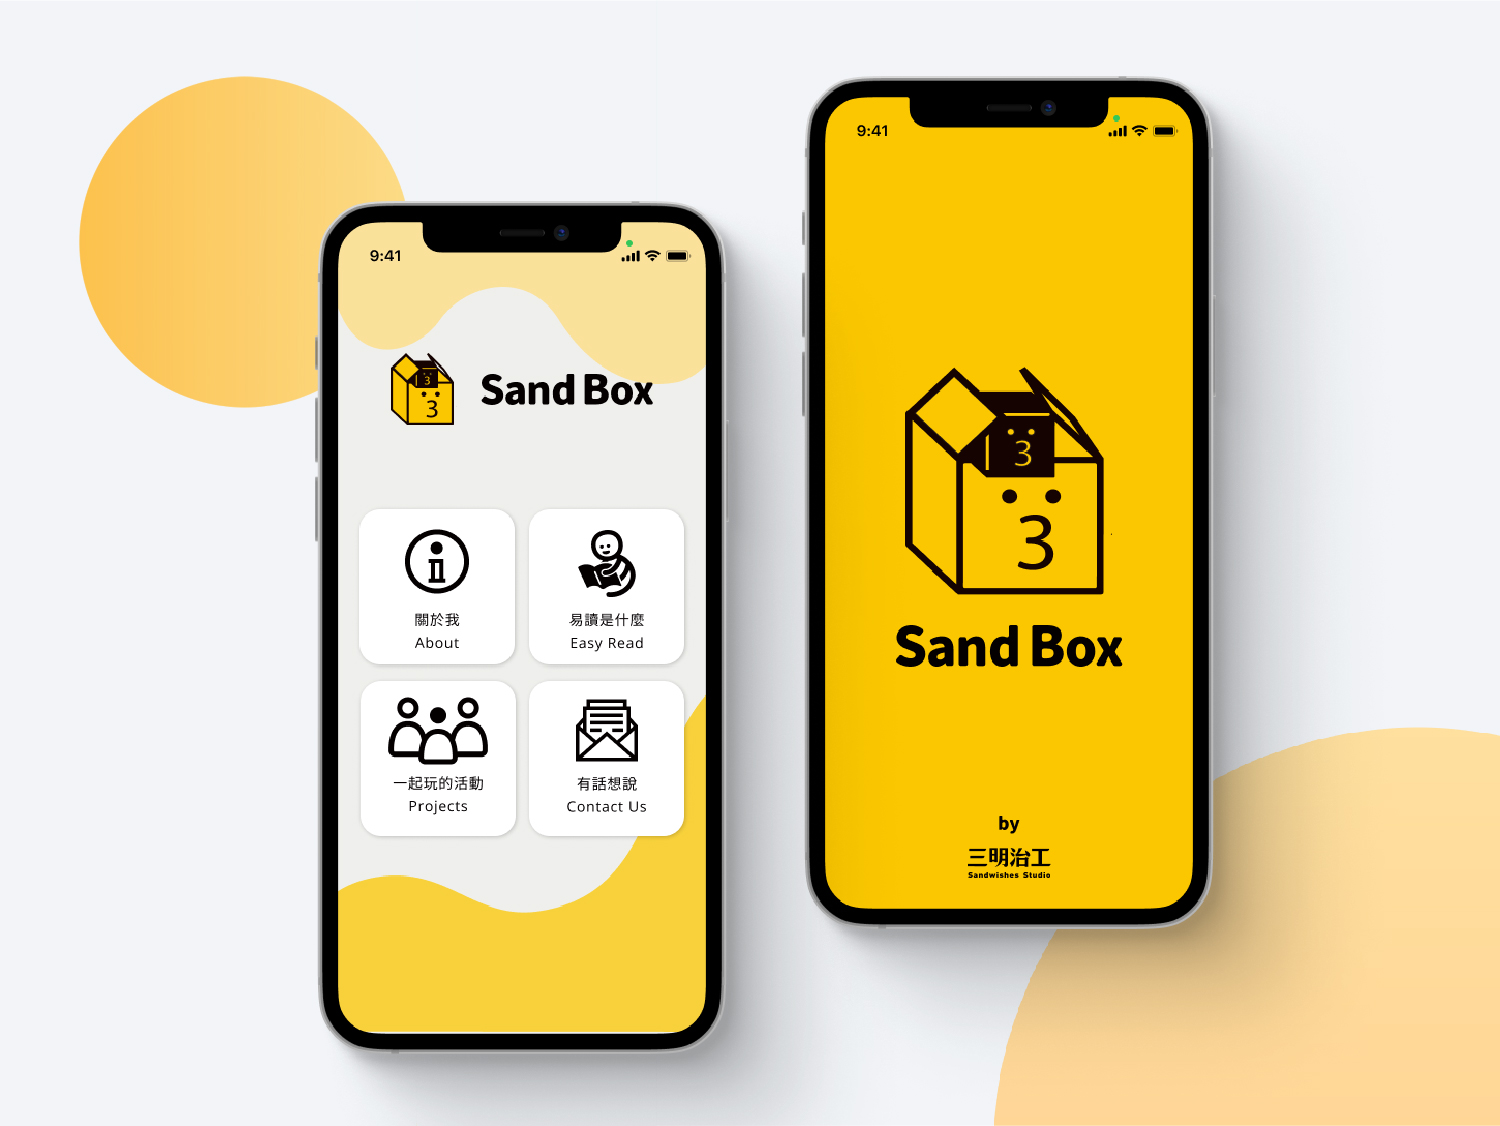 9:41
3
3
Sand Box
關於我
About
易讀是什麼
Easy Read
一起玩的活動
Projects
有話想說
Contact Us
9:41
3
3
Sand Box
by
三明治工
Sandwiishes Studio